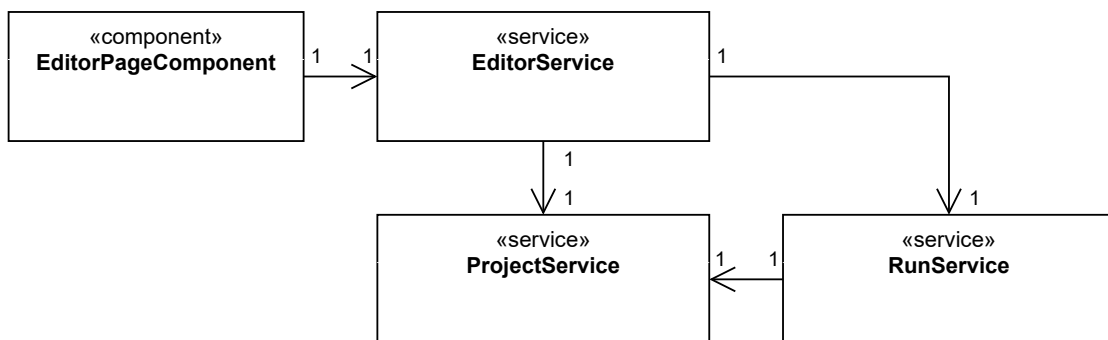 «component»
EditorPageComponent
1
1
«service»
EditorService
1
1
1
1
«service»
ProjectService
1
1
«service»
RunService